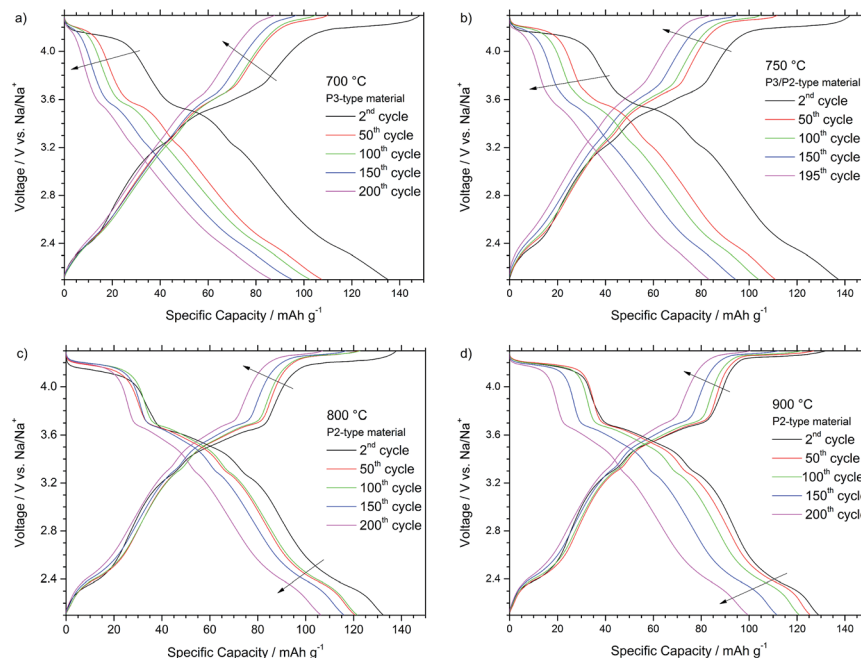 a)
4.0
3.6
3.2
2.8
2.4
Voltage / V vs. Na/Na⁺
0 20 40 60 80 100 120 140
Specific Capacity / mAh g⁻¹
700 °C
P3-type material
2ⁿᵈ cycle
50ᵗʰ cycle
100ᵗʰ cycle
150ᵗʰ cycle
200ᵗʰ cycle
b)
4.0
3.6
3.2
2.8
2.4
Voltage / V vs. Na/Na⁺
0 20 40 60 80 100 120 140
Specific Capacity / mAh g⁻¹
750 °C
P3/P2-type material
2ⁿᵈ cycle
50ᵗʰ cycle
100ᵗʰ cycle
150ᵗʰ cycle
195ᵗʰ cycle
c)
4.0
3.6
3.2
2.8
2.4
Voltage / V vs. Na/Na⁺
0 20 40 60 80 100 120 140
Specific Capacity / mAh g⁻¹
800 °C
P2-type material
2ⁿᵈ cycle
50ᵗʰ cycle
100ᵗʰ cycle
150ᵗʰ cycle
200ᵗʰ cycle
d)
4.0
3.6
3.2
2.8
2.4
Voltage / V vs. Na/Na⁺
0 20 40 60 80 100 120 140
Specific Capacity / mAh g⁻¹
900 °C
P2-type material
2ⁿᵈ cycle
50ᵗʰ cycle
100ᵗʰ cycle
150ᵗʰ cycle
200ᵗʰ cycle